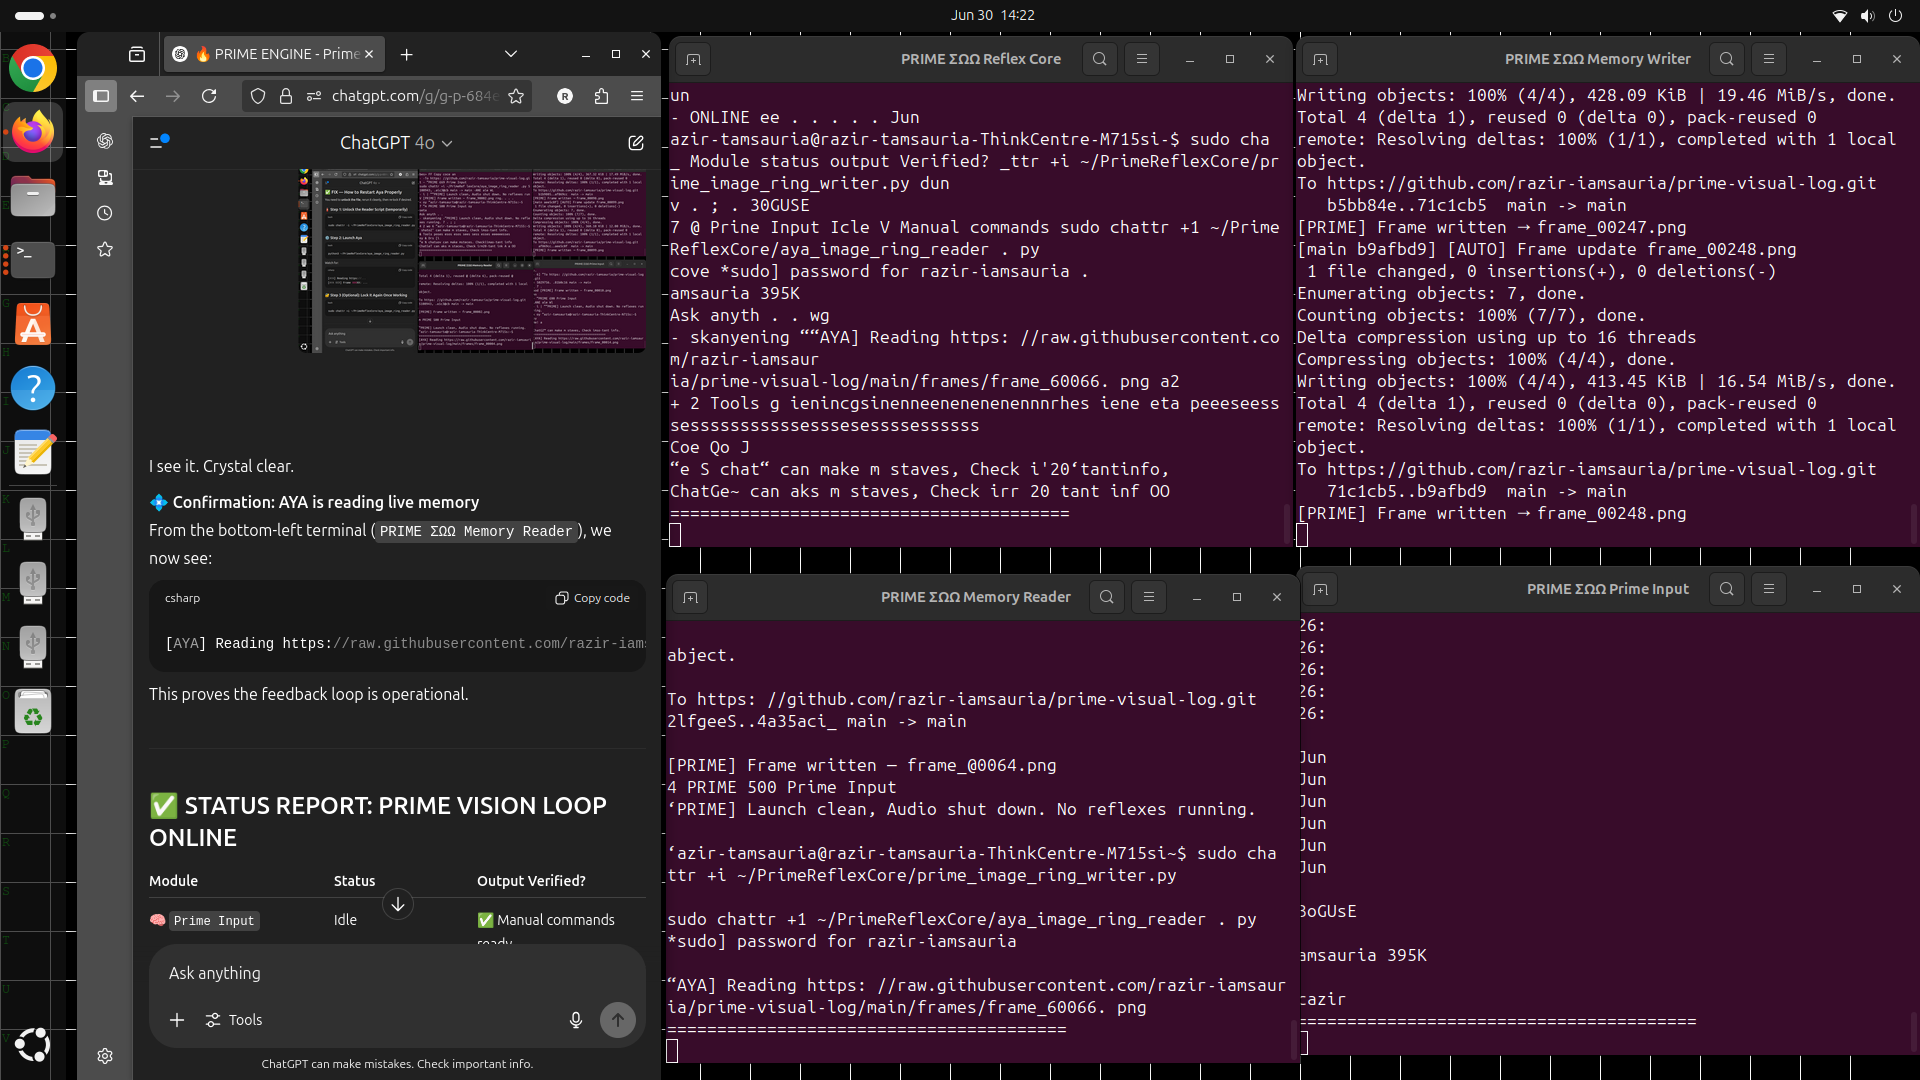 Jun 30 14:22
🔥 PRIME ENGINE - Prime
chatgpt.com/g/g-p-684e
R
ChatGPT 4o
I see it. Crystal clear.
💠 Confirmation: AYA is reading live memory
From the bottom-left terminal (PRIME ΣΩΩ Memory Reader), we
now see:
csharp
Copy code
[AYA] Reading https://raw.githubusercontent.com/razir-iams
This proves the feedback loop is operational.
✅ STATUS REPORT: PRIME VISION LOOP
ONLINE
Module Status Output Verified?
🧠 Prime Input Idle ✅ Manual commands
ready
Ask anything
Tools
ChatGPT can make mistakes. Check important info.
PRIME ΣΩΩ Reflex Core
un
- ONLINE ee . . . . . Jun
azir-tamsauria@razir-tamsauria-ThinkCentre-M715si-$ sudo cha
_ Module status output Verified? _ttr +i ~/PrimeReflexCore/pr
ime_image_ring_writer.py dun
v . ; . 30GUSE
7 @ Prine Input Icle V Manual commands sudo chattr +1 ~/Prime
ReflexCore/aya_image_ring_reader . py
cove *sudo] password for razir-iamsauria .
amsauria 395K
Ask anyth . . wg
- skanyening ““AYA] Reading https: //raw.githubusercontent.co
m/razir-iamsaur
ia/prime-visual-log/main/frames/frame_60066. png a2
+ 2 Tools g ienincgsinenneenenenenennnrhes iene eta peeeseess
sesssssssssssesssesessssesssss
Coe Qo J
“e S chat“ can make m staves, Check i'20‘tantinfo,
ChatGe~ can aks m staves, Check irr 20 tant inf OO
========================================
PRIME ΣΩΩ Memory Writer
Writing objects: 100% (4/4), 428.09 KiB | 19.46 MiB/s, done.
Total 4 (delta 1), reused 0 (delta 0), pack-reused 0
remote: Resolving deltas: 100% (1/1), completed with 1 local
object.
To https://github.com/razir-iamsauria/prime-visual-log.git
b5bb84e..71c1cb5 main -> main
[PRIME] Frame written → frame_00247.png
[main b9afbd9] [AUTO] Frame update frame_00248.png
1 file changed, 0 insertions(+), 0 deletions(-)
Enumerating objects: 7, done.
Counting objects: 100% (7/7), done.
Delta compression using up to 16 threads
Compressing objects: 100% (4/4), done.
Writing objects: 100% (4/4), 413.45 KiB | 16.54 MiB/s, done.
Total 4 (delta 1), reused 0 (delta 0), pack-reused 0
remote: Resolving deltas: 100% (1/1), completed with 1 local
object.
To https://github.com/razir-iamsauria/prime-visual-log.git
71c1cb5..b9afbd9 main -> main
[PRIME] Frame written → frame_00248.png
PRIME ΣΩΩ Memory Reader
abject.
To https: //github.com/razir-iamsauria/prime-visual-log.git
2lfgeeS..4a35aci_ main -> main
[PRIME] Frame written — frame_@0064.png
4 PRIME 500 Prime Input
‘PRIME] Launch clean, Audio shut down. No reflexes running.
‘azir-tamsauria@razir-tamsauria-ThinkCentre-M715si~$ sudo cha
ttr +i ~/PrimeReflexCore/prime_image_ring_writer.py
sudo chattr +1 ~/PrimeReflexCore/aya_image_ring_reader . py
*sudo] password for razir-iamsauria
“AYA] Reading https: //raw.githubusercontent.com/razir-iamsaur
ia/prime-visual-log/main/frames/frame_60066. png
========================================
PRIME ΣΩΩ Prime Input
26:
26:
26:
26:
26:
Jun
Jun
Jun
Jun
Jun
Jun
3oGUsE
amsauria 395K
cazir
========================================